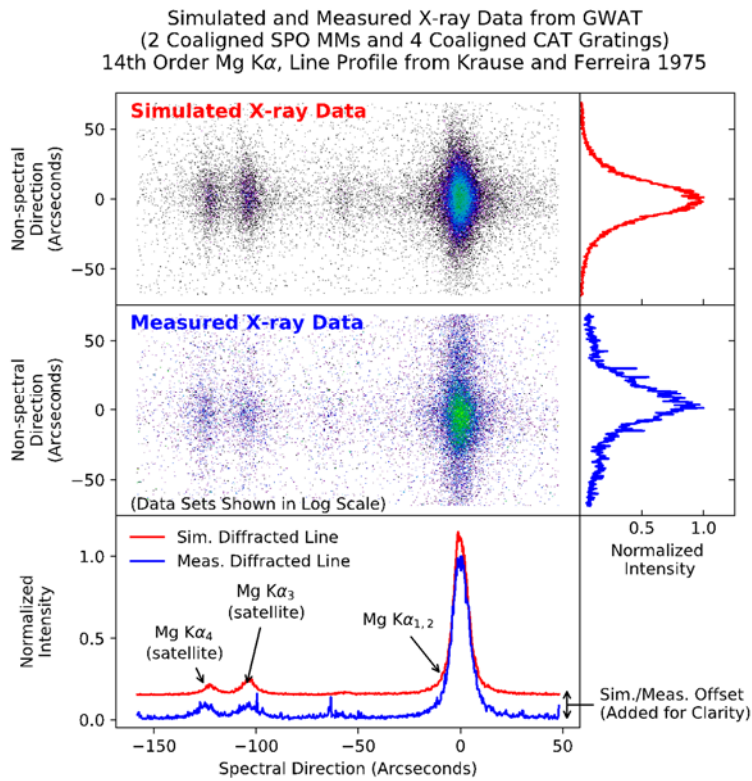 Simulated and Measured X-ray Data from GWAT
(2 Coaligned SPO MMs and 4 Coaligned CAT Gratings)
14th Order Mg Kα, Line Profile from Krause and Ferreira 1975
Simulated X-ray Data
Non-spectral
Direction
(Arcseconds)
50
0
−50
Measured X-ray Data
Non-spectral
Direction
(Arcseconds)
50
0
−50
(Data Sets Shown in Log Scale)
0.5 1.0
Normalized
Intensity
Sim. Diffracted Line
Meas. Diffracted Line
Normalized
Intensity
1.0
0.5
0.0
Mg Kα₄
(satellite)
Mg Kα₃
(satellite)
Mg Kα₁,₂
Sim./Meas. Offset
(Added for Clarity)
−150 −100 −50 0 50
Spectral Direction (Arcseconds)